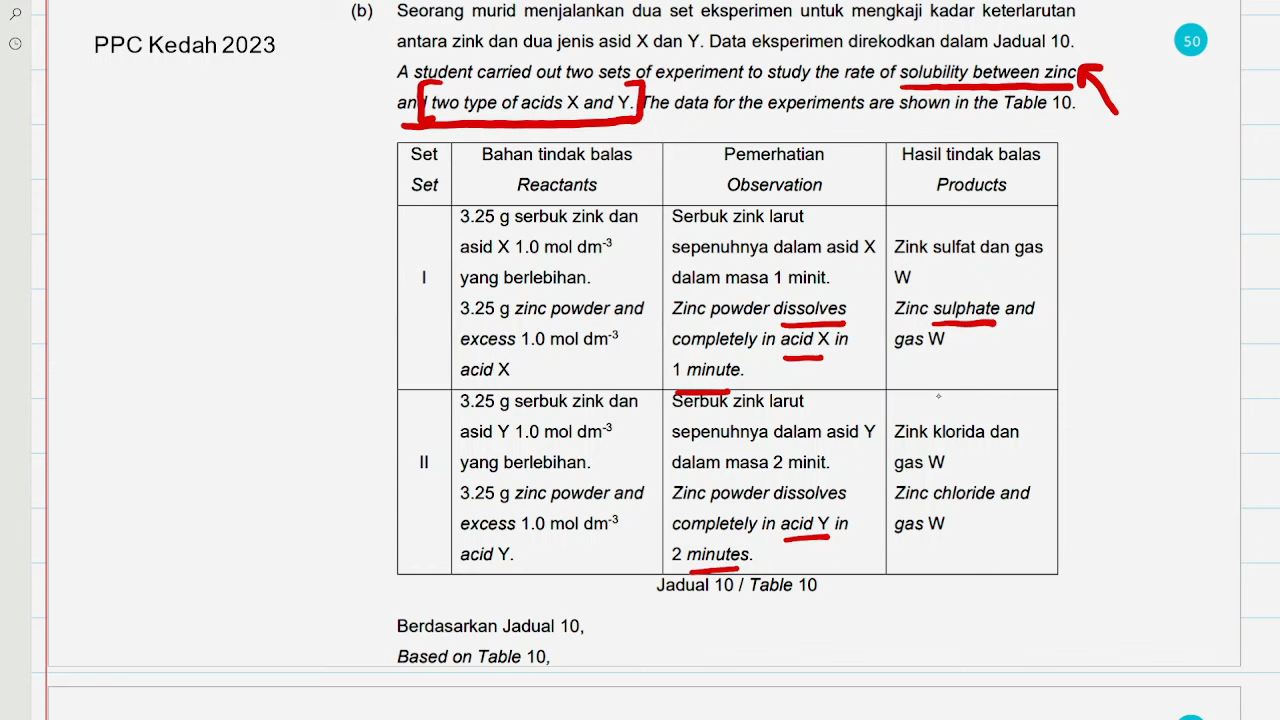 PPC Kedah 2023
50
(b) Seorang murid menjalankan dua set eksperimen untuk mengkaji kadar keterlarutan
antara zink dan dua jenis asid X dan Y. Data eksperimen direkodkan dalam Jadual 10.
A student carried out two sets of experiment to study the rate of solubility between zinc
and two type of acids X and Y. The data for the experiments are shown in the Table 10.
Set
Set
Bahan tindak balas
Reactants
Pemerhatian
Observation
Hasil tindak balas
Products
I
3.25 g serbuk zink dan
asid X 1.0 mol dm⁻³
yang berlebihan.
3.25 g zinc powder and
excess 1.0 mol dm⁻³
acid X
Serbuk zink larut
sepenuhnya dalam asid X
dalam masa 1 minit.
Zinc powder dissolves
completely in acid X in
1 minute.
Zink sulfat dan gas
W
Zinc sulphate and
gas W
II
3.25 g serbuk zink dan
asid Y 1.0 mol dm⁻³
yang berlebihan.
3.25 g zinc powder and
excess 1.0 mol dm⁻³
acid Y.
Serbuk zink larut
sepenuhnya dalam asid Y
dalam masa 2 minit.
Zinc powder dissolves
completely in acid Y in
2 minutes.
Zink klorida dan
gas W
Zinc chloride and
gas W
Jadual 10 / Table 10
Berdasarkan Jadual 10,
Based on Table 10,